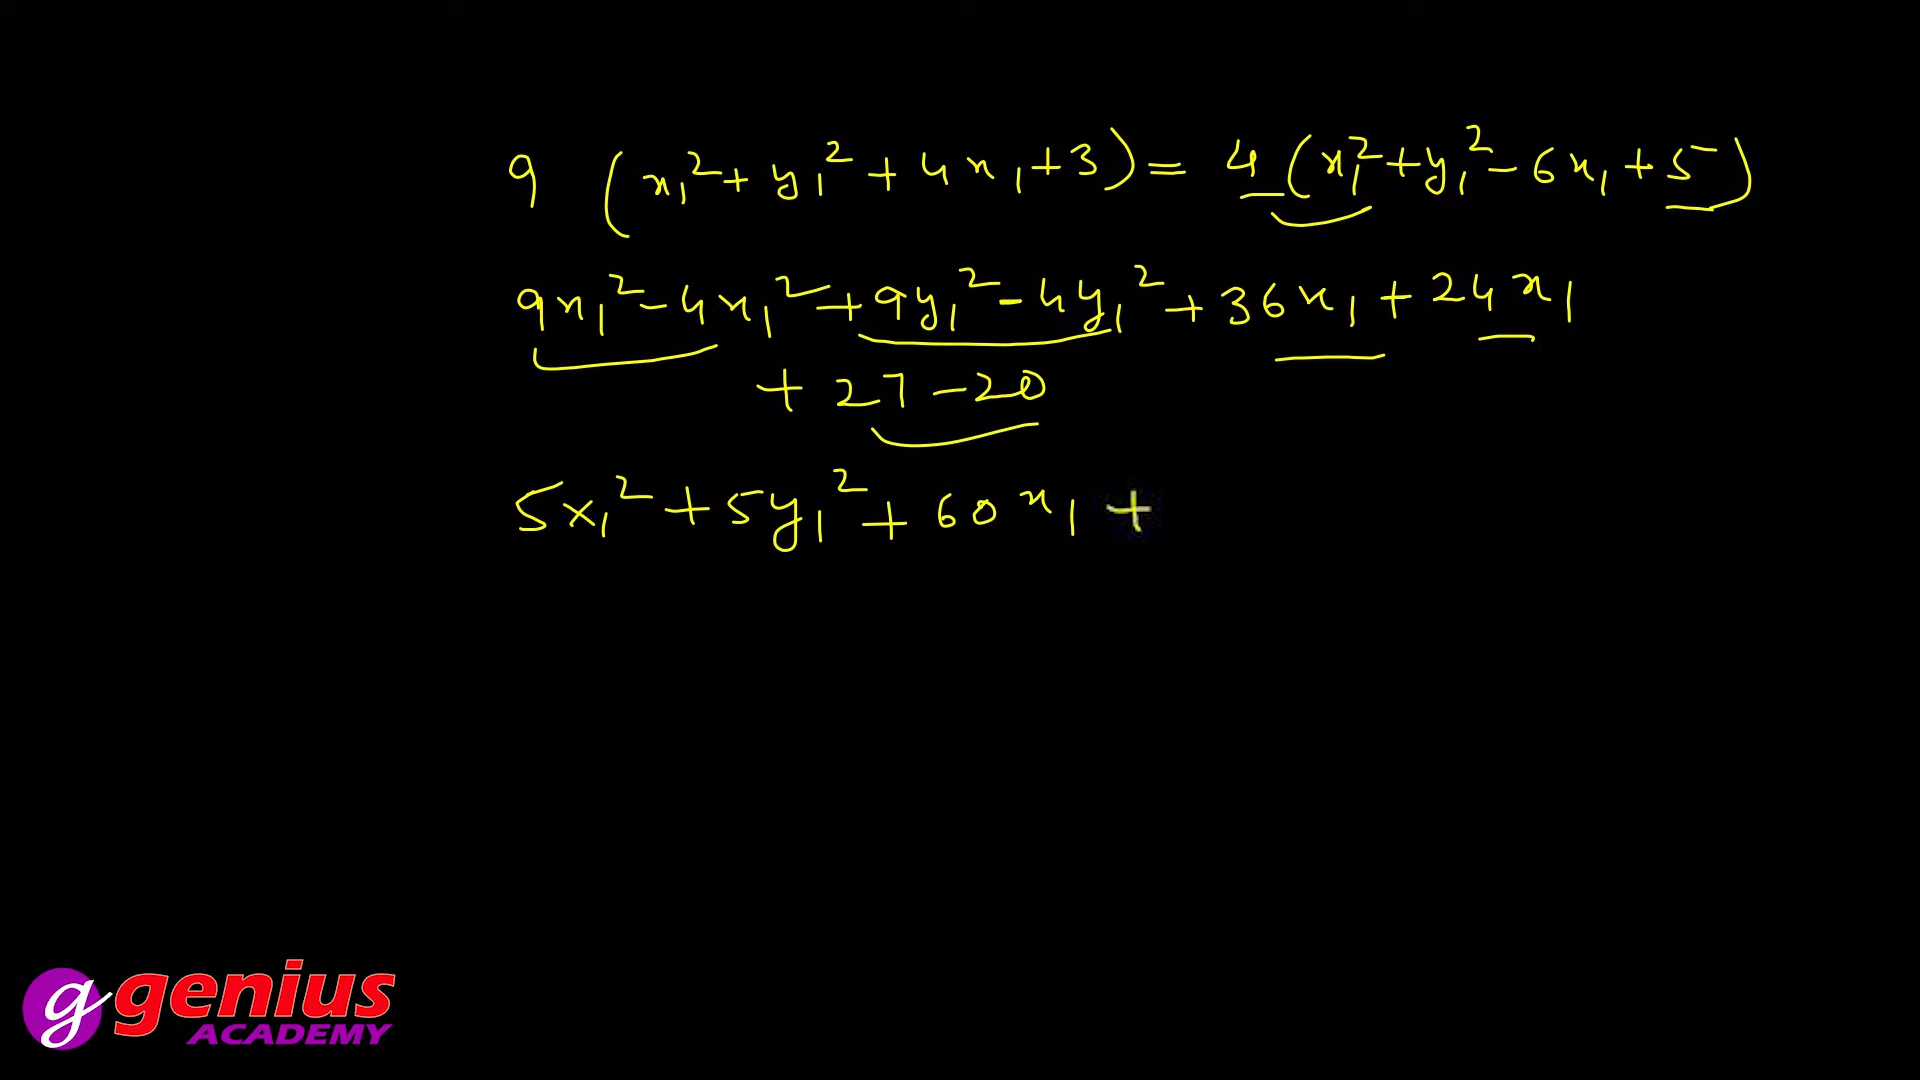 9 (x₁² + y₁² + 4x₁ + 3) = 4(x₁² + y₁² - 6x₁ + 5)
9x₁² - 4x₁² + 9y₁² - 4y₁² + 36x₁ + 24x₁
+ 27 - 20
5x₁² + 5y₁² + 60x₁ +
g genius
ACADEMY